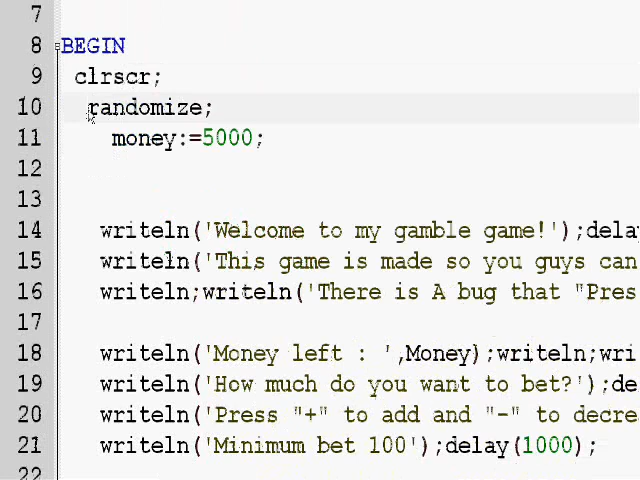 7
8 BEGIN
9 clrscr;
10 randomize;
11 money:=5000;
12
13
14 writeln('Welcome to my gamble game!');dela
15 writeln('This game is made so you guys can
16 writeln;writeln('There is A bug that "Pres
17
18 writeln('Money left : ',Money);writeln;wri
19 writeln('How much do you want to bet?');de
20 writeln('Press "+" to add and "-" to decre
21 writeln('Minimum bet 100');delay(1000);
22